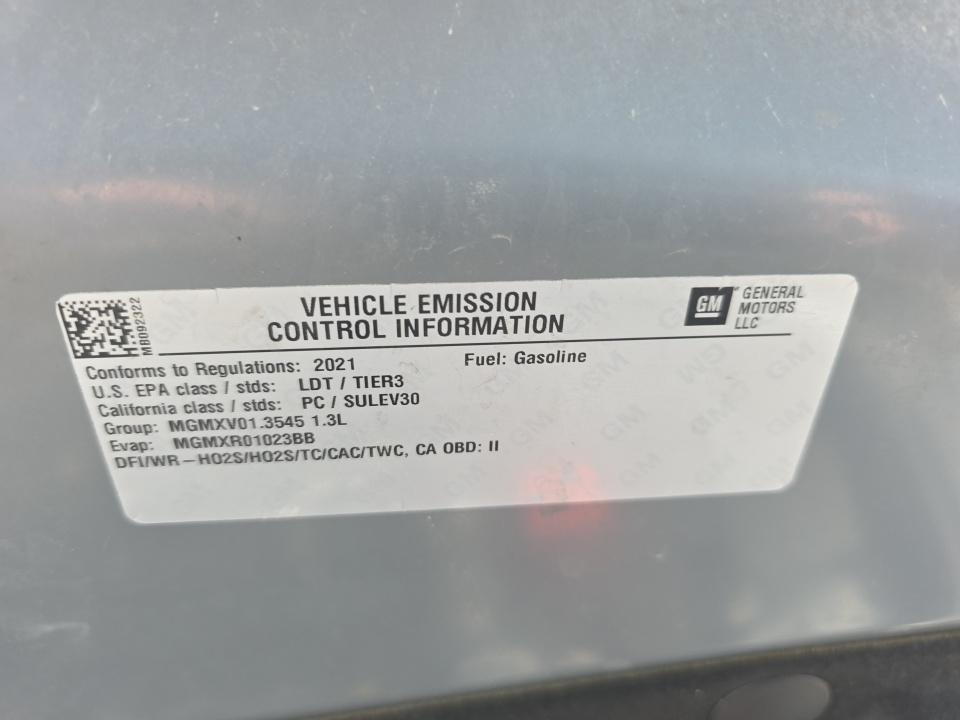 MB092322
VEHICLE EMISSION
CONTROL INFORMATION
GM
GENERAL
MOTORS
LLC
Conforms to Regulations: 2021 Fuel: Gasoline
U.S. EPA class / stds: LDT / TIER3
California class / stds: PC / SULEV30
Group: MGMXV01.3545 1.3L
Evap: MGMXR01023BB
DFI/WR-HO2S/HO2S/TC/CAC/TWC, CA OBD: II